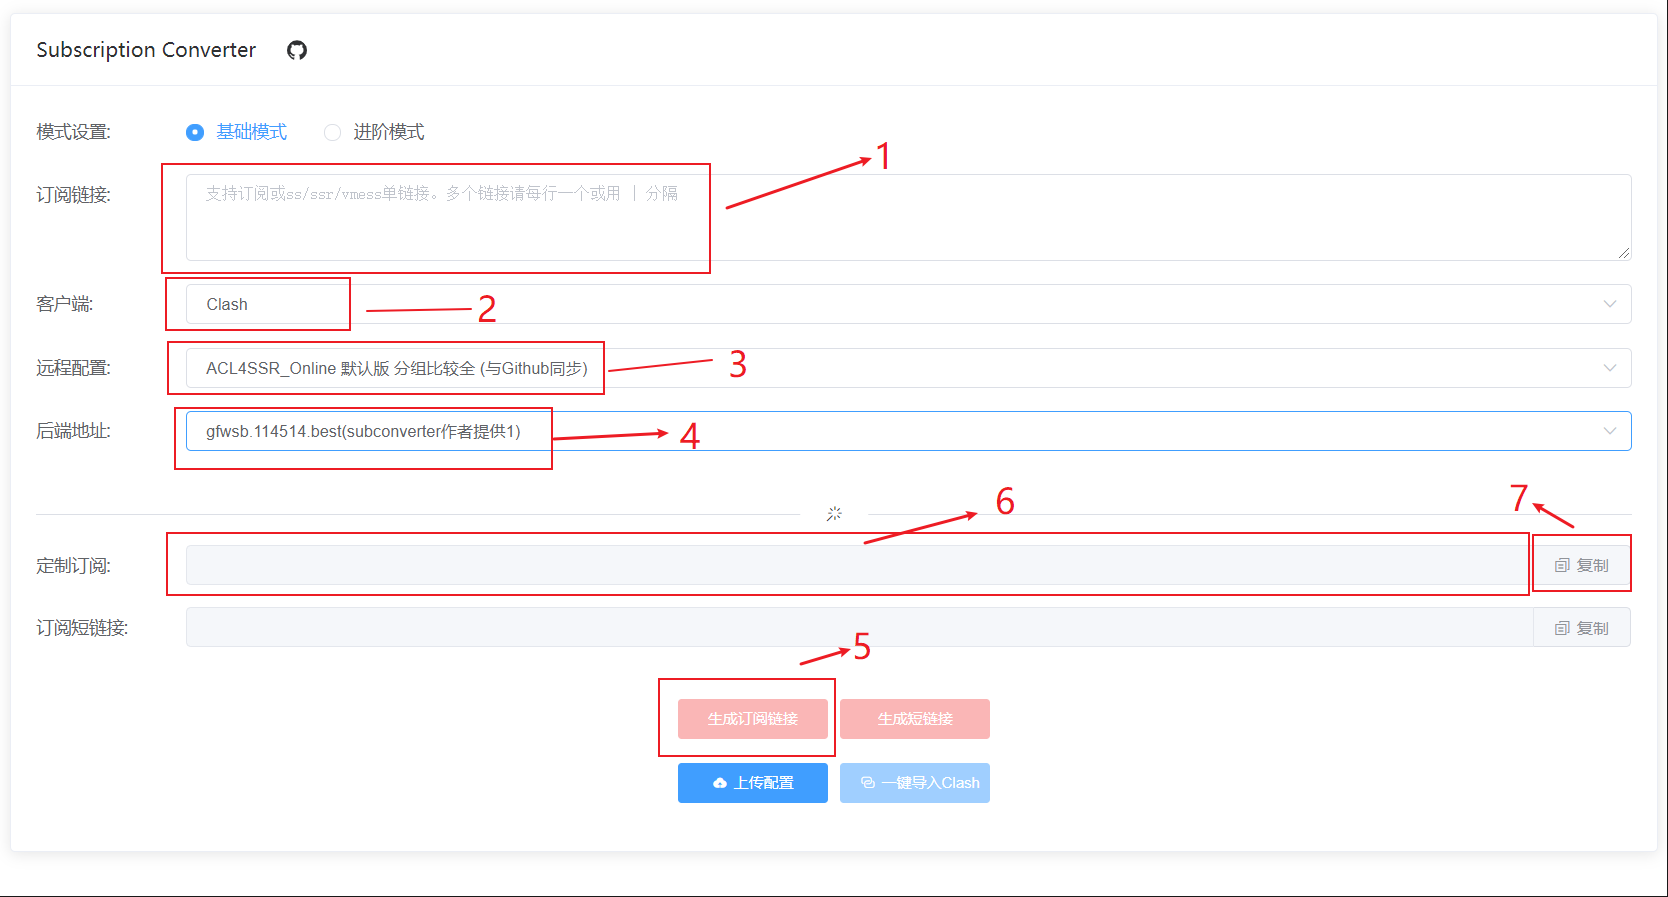 Subscription Converter
模式设置: 基础模式 进阶模式
1
订阅链接: 支持订阅或ss/ssr/vmess单链接。多个链接请每行一个或用 | 分隔
客户端: Clash 2
远程配置: ACL4SSR_Online 默认版 分组比较全 (与Github同步) 3
后端地址: gfwsb.114514.best(subconverter作者提供1) 4
6 7
定制订阅: 复制
订阅短链接: 复制
5
生成订阅链接 生成短链接
上传配置 一键导入Clash